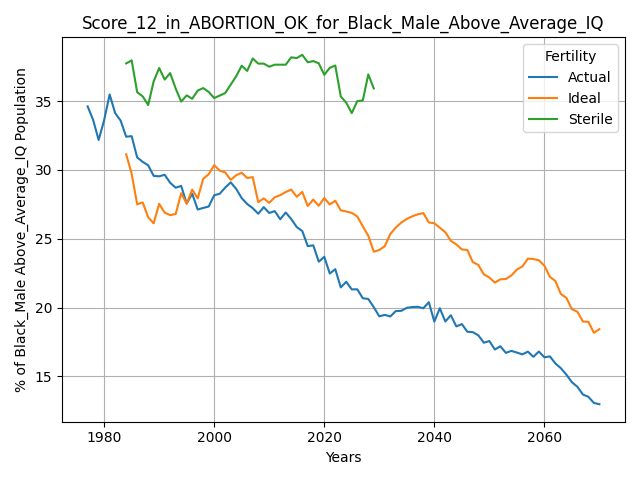 Score_12_in_ABORTION_OK_for_Black_Male_Above_Average_IQ
% of Black_Male Above_Average_IQ Population
35
30
25
20
15
Fertility
Actual
Ideal
Sterile
1980 2000 2020 2040 2060
Years